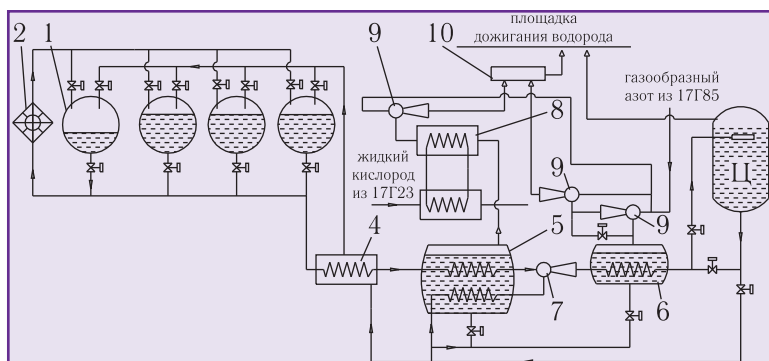 площадка
дожигания водорода
2
1
9
10
газообразный
азот из 17Г85
8
жидкий
кислород
из 17Г23
9
Ц
4
5
9
7
6